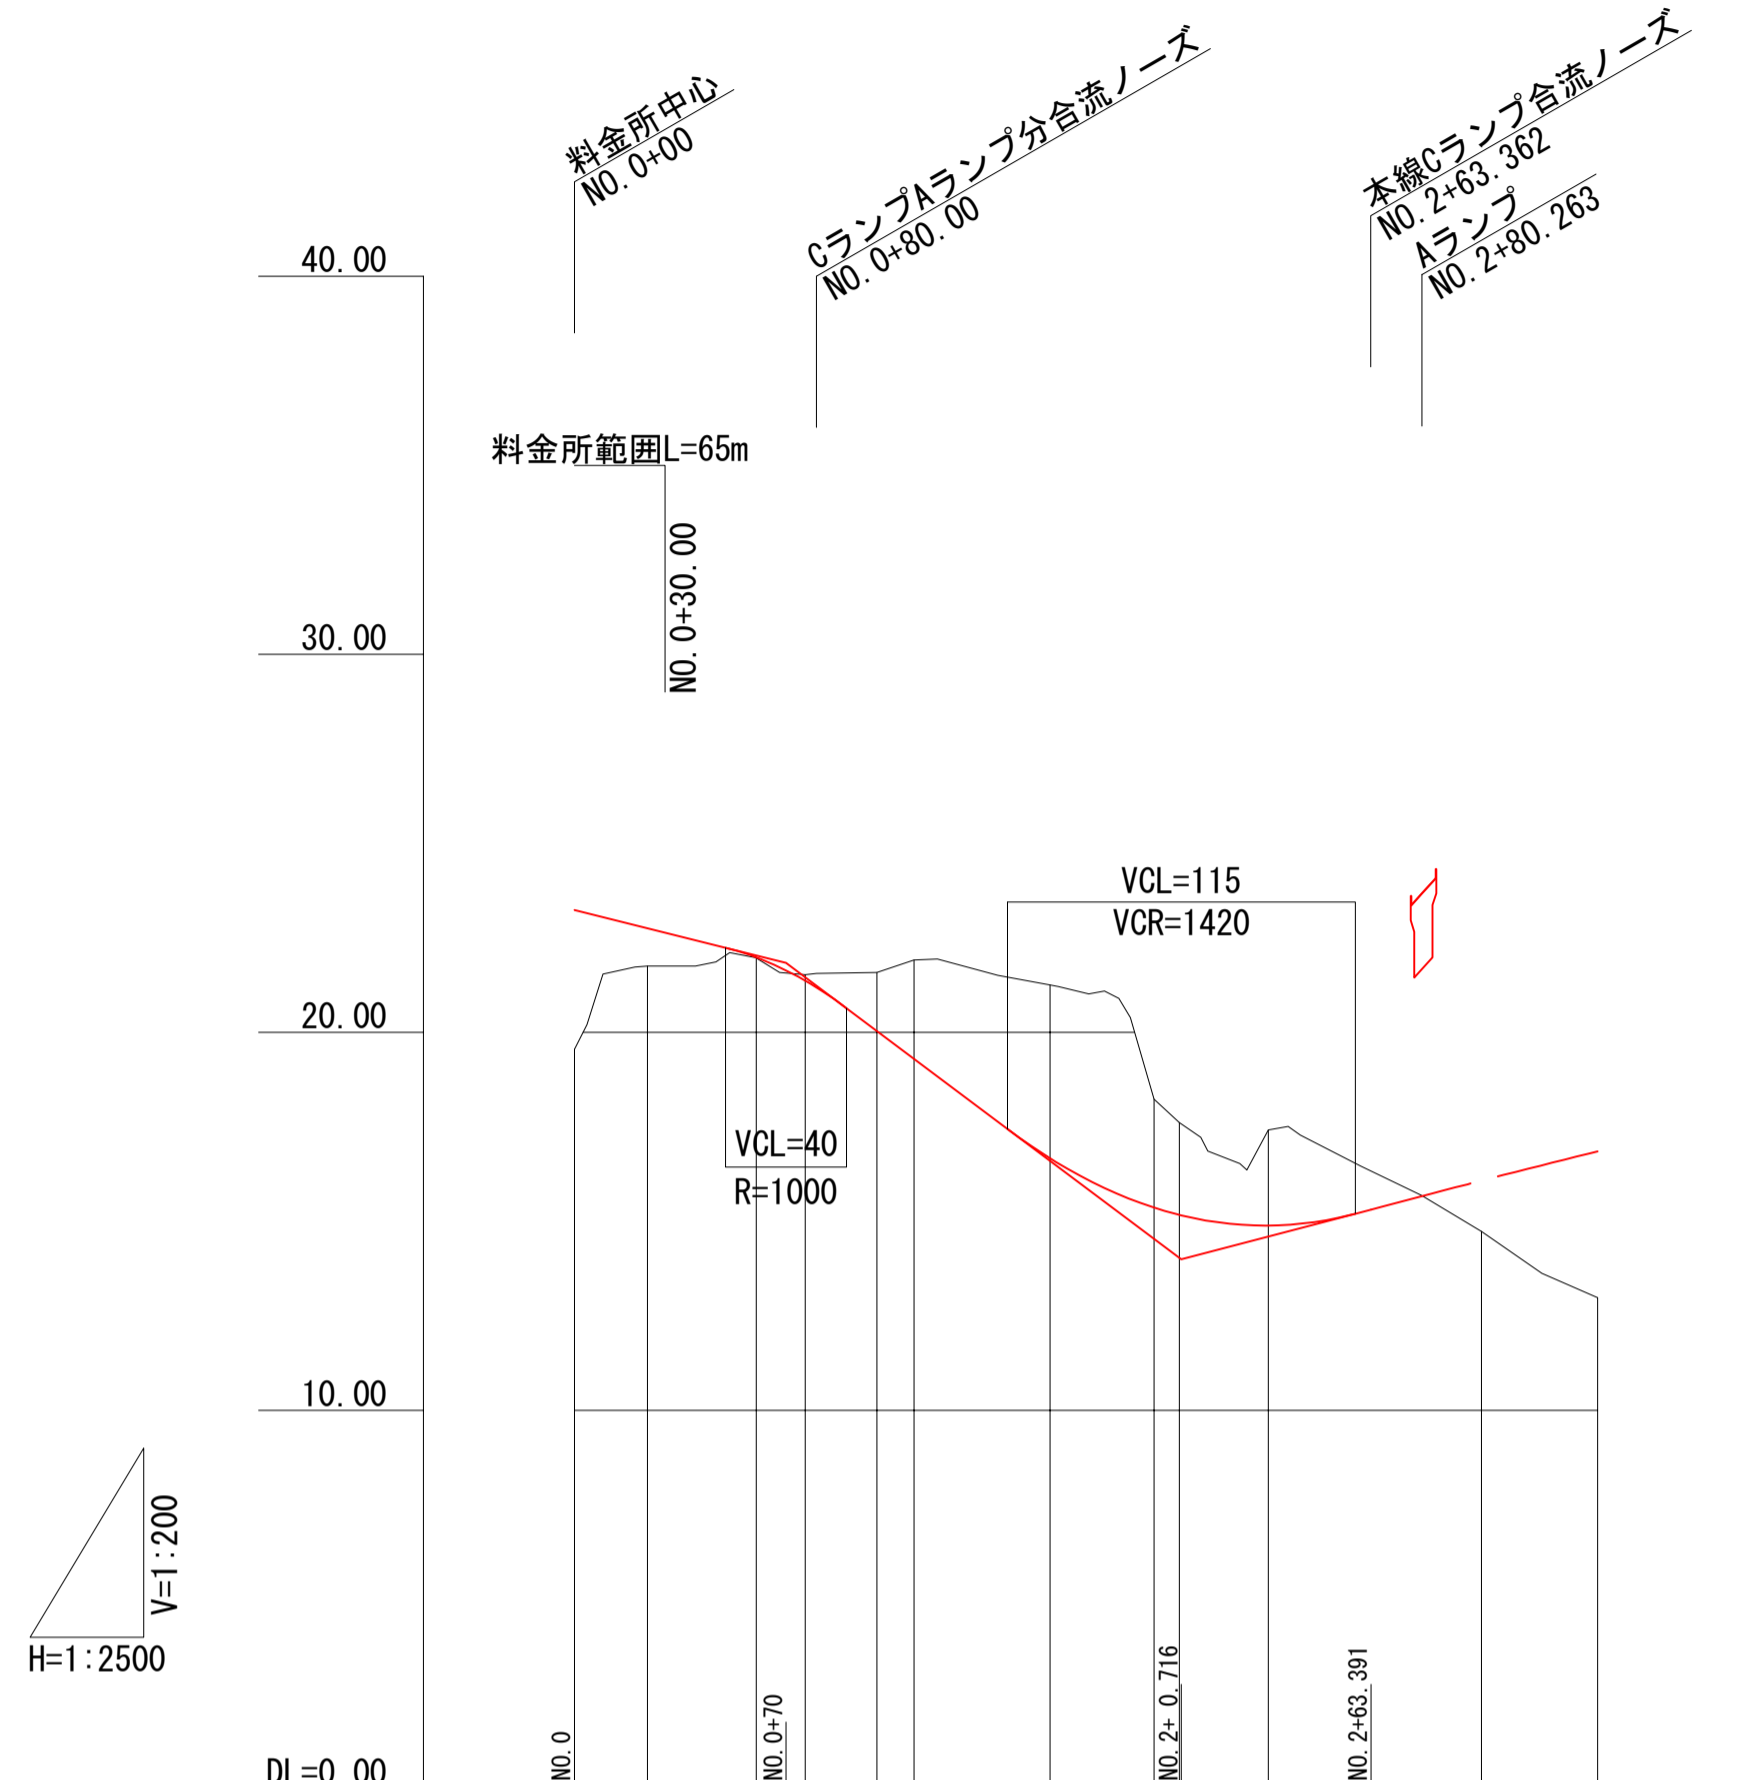 料金所中心
NO.0+00
CランプAランプ分合流ノーズ
NO.0+80.00
本線Cランプ合流ノーズ
NO.2+63.362
Aランプ
NO.2+80.263
40.00
料金所範囲L=65m
NO.0+30.00
30.00
VCL=115
VCR=1420
20.00
VCL=40
R=1000
10.00
V=1:200
H=1:2500
NO.0
NO.0+70
NO.2+ 0.716
NO.2+63.391
DL=0.00